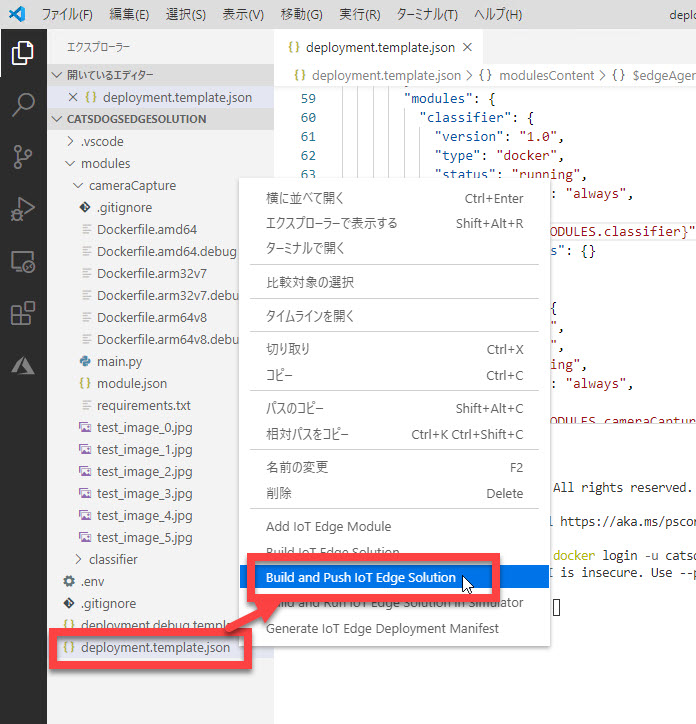 ファイル(F) 編集(E) 選択(S) 表示(V) 移動(G) 実行(R) ターミナル(T) ヘルプ(H) deplo
エクスプローラー
開いているエディター
deployment.template.json
CATSDOGSEDGESOLUTION
.vscode
modules
cameraCapture
.gitignore
Dockerfile.amd64
Dockerfile.amd64.debug
Dockerfile.arm32v7
Dockerfile.arm32v7.debu
Dockerfile.arm64v8
Dockerfile.arm64v8.debu
main.py
module.json
requirements.txt
test_image_0.jpg
test_image_1.jpg
test_image_2.jpg
test_image_3.jpg
test_image_4.jpg
test_image_5.jpg
classifier
.env
.gitignore
deployment.debug.templ
deployment.template.json
{} deployment.template.json
{} deployment.template.json > {} modulesContent > {} $edgeAgen
59 "modules": {
60 "classifier": {
61 "version": "1.0",
62 "type": "docker",
63 "status": "running",
"always",
ODULES.classifier}"
s": {}
{
",
",
ing",
"always",
MODULES.cameraCaptur
横に並べて開く Ctrl+Enter
エクスプローラーで表示する Shift+Alt+R
ターミナルで開く
比較対象の選択
タイムラインを開く
切り取り Ctrl+X
コピー Ctrl+C
パスのコピー Shift+Alt+C
相対パスをコピー Ctrl+K Ctrl+Shift+C
名前の変更 F2
削除 Delete
Add IoT Edge Module
Build IoT Edge Solution
Build and Push IoT Edge Solution
Build and Run IoT Edge Solution in Simulator
Generate IoT Edge Deployment Manifest
All rights reserved.
l https://aka.ms/pscor
docker login -u catsd
I is insecure. Use --p